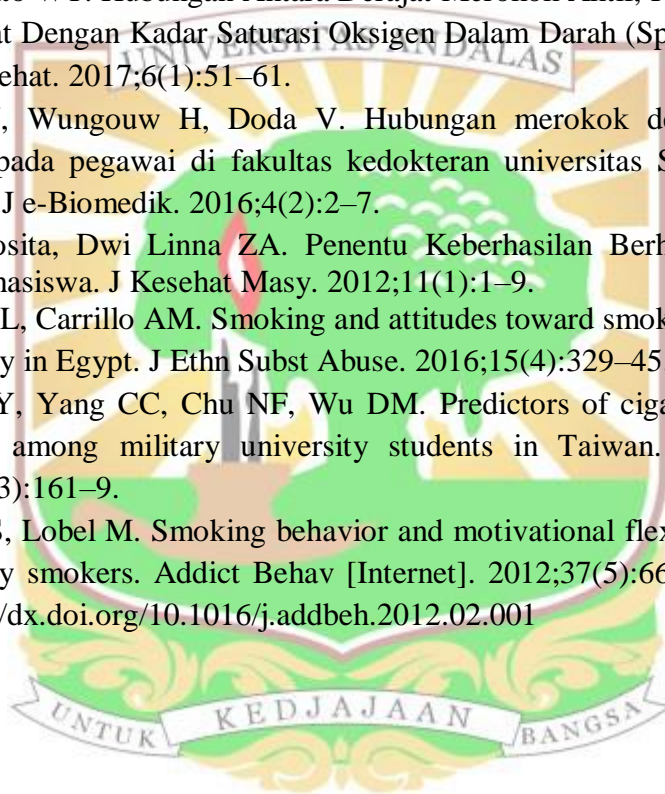 Hubungan Antara Derajat Merokok Aktif,
UNIVERSITAS ANDALAS
at Dengan Kadar Saturasi Oksigen Dalam Darah (Sp
ehat. 2017;6(1):51–61.
, Wungouw H, Doda V. Hubungan merokok de
pada pegawai di fakultas kedokteran universitas S
J e-Biomedik. 2016;4(2):2–7.
osita, Dwi Linna ZA. Penentu Keberhasilan Berh
hasiswa. J Kesehat Masy. 2012;11(1):1–9.
L, Carrillo AM. Smoking and attitudes toward smok
y in Egypt. J Ethn Subst Abuse. 2016;15(4):329–45
Y, Yang CC, Chu NF, Wu DM. Predictors of ciga
among military university students in Taiwan.
3):161–9.
S, Lobel M. Smoking behavior and motivational flex
y smokers. Addict Behav [Internet]. 2012;37(5):66
//dx.doi.org/10.1016/j.addbeh.2012.02.001
UNTUK KEDJAJAAN BANGSA